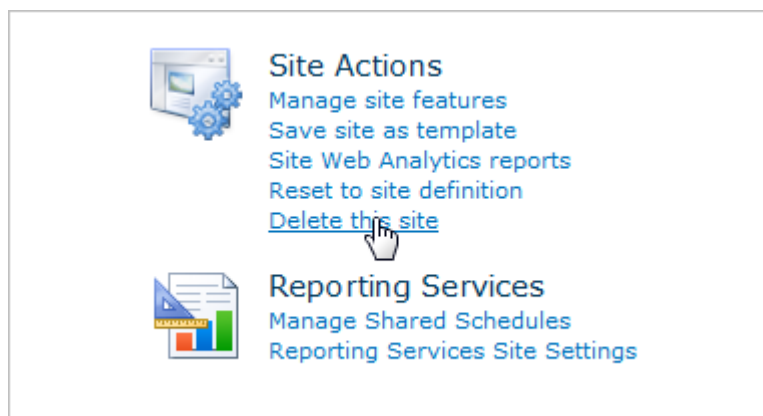 Site Actions
Manage site features
Save site as template
Site Web Analytics reports
Reset to site definition
Delete this site
Reporting Services
Manage Shared Schedules
Reporting Services Site Settings